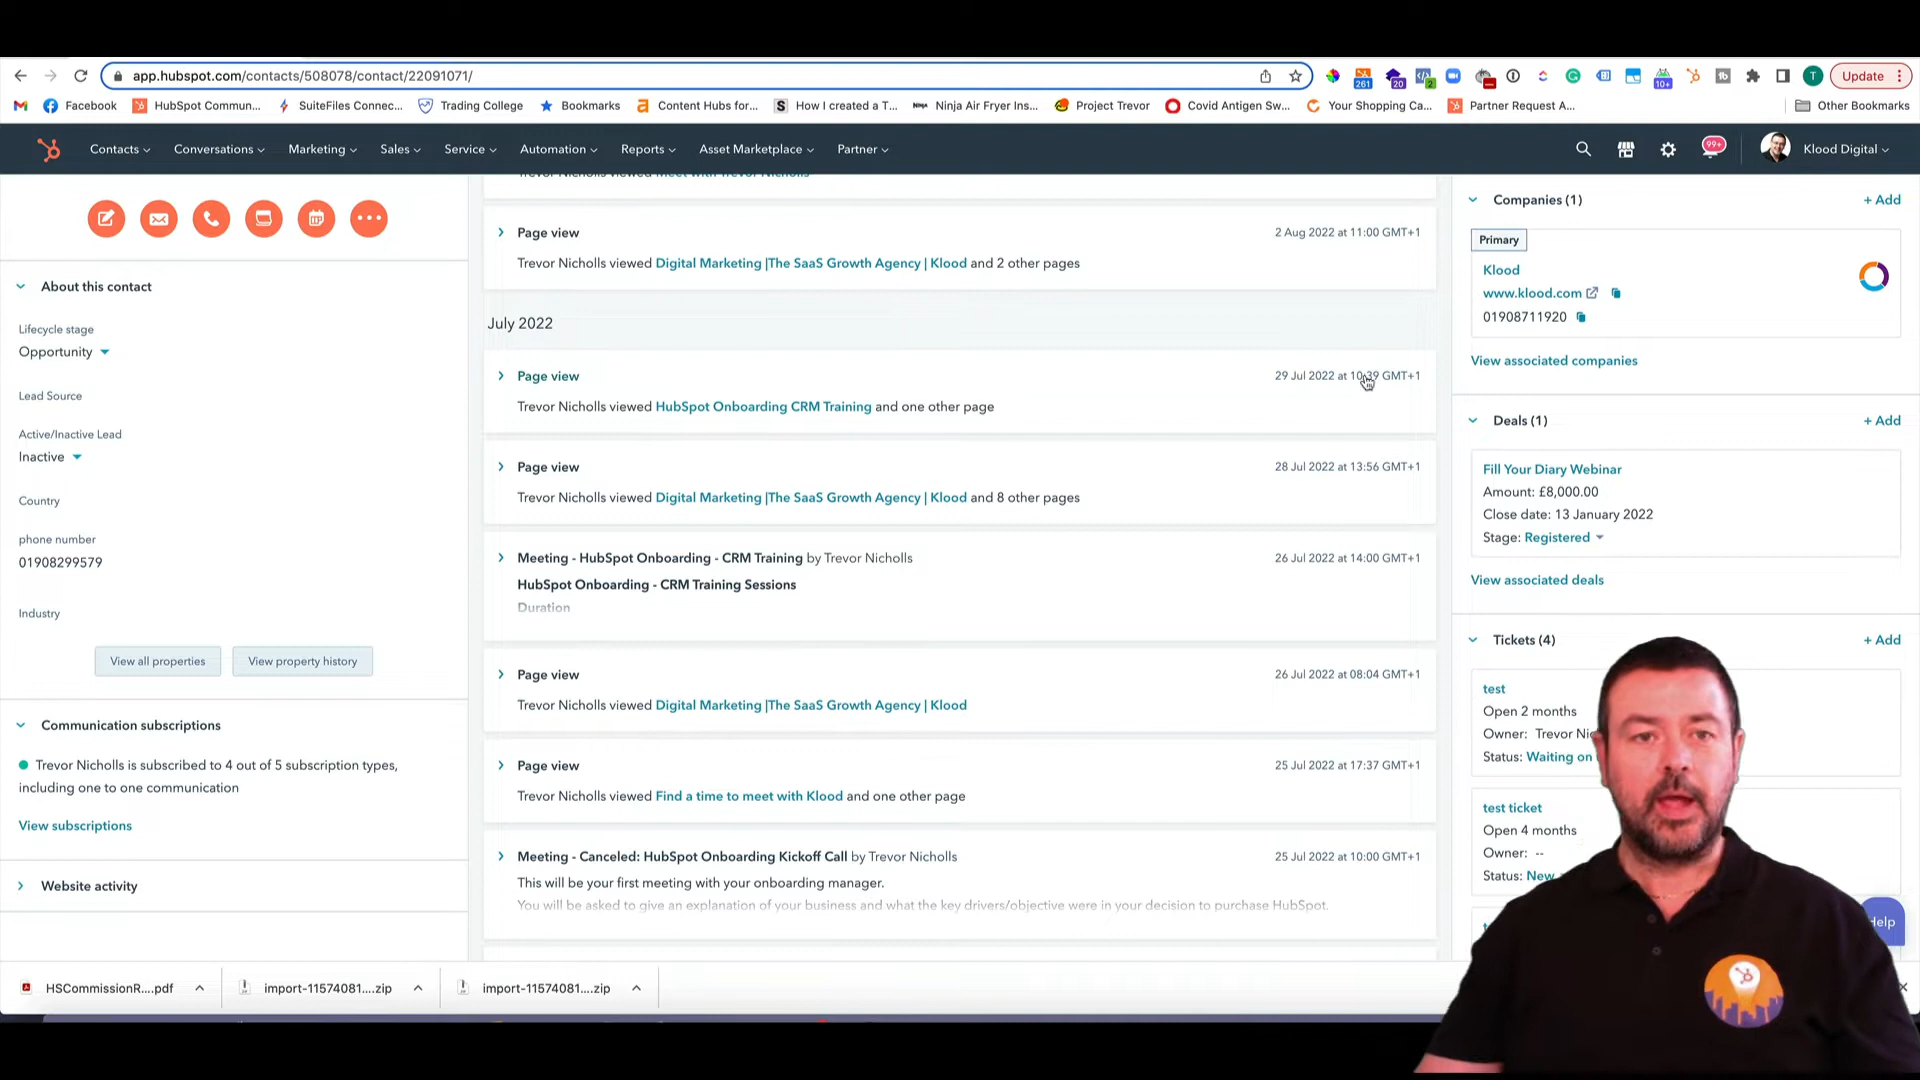 app.hubspot.com/contacts/508078/contact/22091071/
261
20
2
10+
T
Update
Facebook
HubSpot Commun...
SuiteFiles Connec...
Trading College
Bookmarks
Content Hubs for...
How I created a T...
Ninja Air Fryer Ins...
Project Trevor
Covid Antigen Sw...
Your Shopping Ca...
Partner Request A...
Other Bookmarks
Contacts
Conversations
Marketing
Sales
Service
Automation
Reports
Asset Marketplace
Partner
99+
Klood Digital
About this contact
Lifecycle stage
Opportunity
Lead Source
Active/Inactive Lead
Inactive
Country
phone number
01908299579
Industry
View all properties
View property history
Communication subscriptions
Trevor Nicholls is subscribed to 4 out of 5 subscription types,
including one to one communication
View subscriptions
Website activity
Trevor Nicholls viewed Meet with Trevor Nicholls
Page view
2 Aug 2022 at 11:00 GMT+1
Trevor Nicholls viewed Digital Marketing |The SaaS Growth Agency | Klood and 2 other pages
July 2022
Page view
29 Jul 2022 at 10:39 GMT+1
Trevor Nicholls viewed HubSpot Onboarding CRM Training and one other page
Page view
28 Jul 2022 at 13:56 GMT+1
Trevor Nicholls viewed Digital Marketing |The SaaS Growth Agency | Klood and 8 other pages
Meeting - HubSpot Onboarding - CRM Training by Trevor Nicholls
26 Jul 2022 at 14:00 GMT+1
HubSpot Onboarding - CRM Training Sessions
Duration
Page view
26 Jul 2022 at 08:04 GMT+1
Trevor Nicholls viewed Digital Marketing |The SaaS Growth Agency | Klood
Page view
25 Jul 2022 at 17:37 GMT+1
Trevor Nicholls viewed Find a time to meet with Klood and one other page
Meeting - Canceled: HubSpot Onboarding Kickoff Call by Trevor Nicholls
25 Jul 2022 at 10:00 GMT+1
This will be your first meeting with your onboarding manager.
You will be asked to give an explanation of your business and what the key drivers/objective were in your decision to purchase HubSpot.
Companies (1)
+ Add
Primary
Klood
www.klood.com
01908711920
View associated companies
Deals (1)
+ Add
Fill Your Diary Webinar
Amount: £8,000.00
Close date: 13 January 2022
Stage: Registered
View associated deals
Tickets (4)
+ Add
test
Open 2 months
Owner: Trevor Nic
Status: Waiting on
test ticket
Open 4 months
Owner: --
Status: New
Help
HSCommissionR....pdf
import-11574081....zip
import-11574081....zip